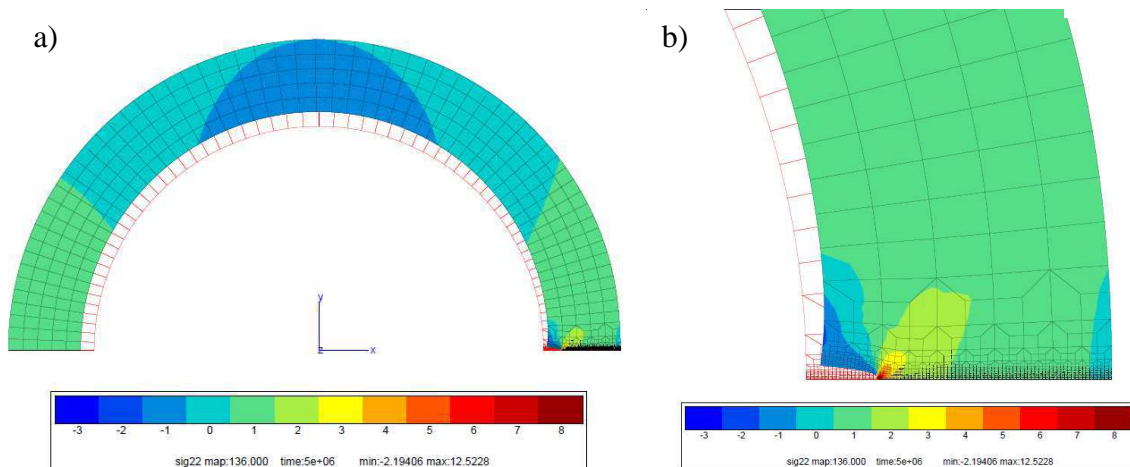 a)
y
z x
-3 -2 -1 0 1 2 3 4 5 6 7 8
sig22 map:136.000 time:5e+06 min:-2.19406 max:12.5228
b)
-3 -2 -1 0 1 2 3 4 5 6 7 8
sig22 map:136.000 time:5e+06 min:-2.19406 max:12.5228